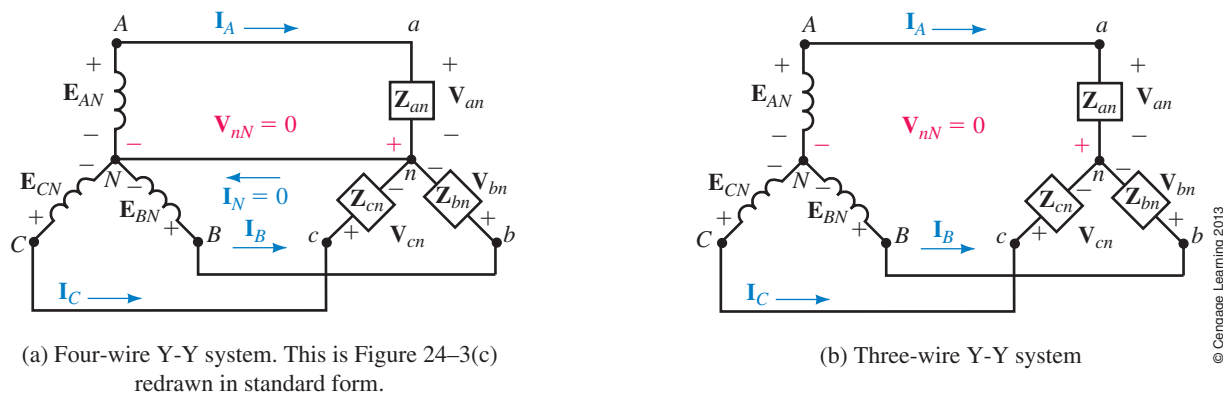 I_A
A
a
+
+
E_AN
Z_an
V_an
−
−
−
V_nN = 0
+
−
N
−
n
−
−
E_CN
I_N = 0
Z_cn
Z_bn
V_bn
+
E_BN
+
+
+
C
B
I_B
c
V_cn
b
I_C
(a) Four-wire Y-Y system. This is Figure 24–3(c)
redrawn in standard form.
I_A
A
a
+
+
E_AN
Z_an
V_an
−
−
−
V_nN = 0
+
−
N
−
n
−
−
E_CN
Z_cn
Z_bn
V_bn
+
E_BN
+
+
+
C
B
I_B
c
V_cn
b
I_C
(b) Three-wire Y-Y system
© Cengage Learning 2013